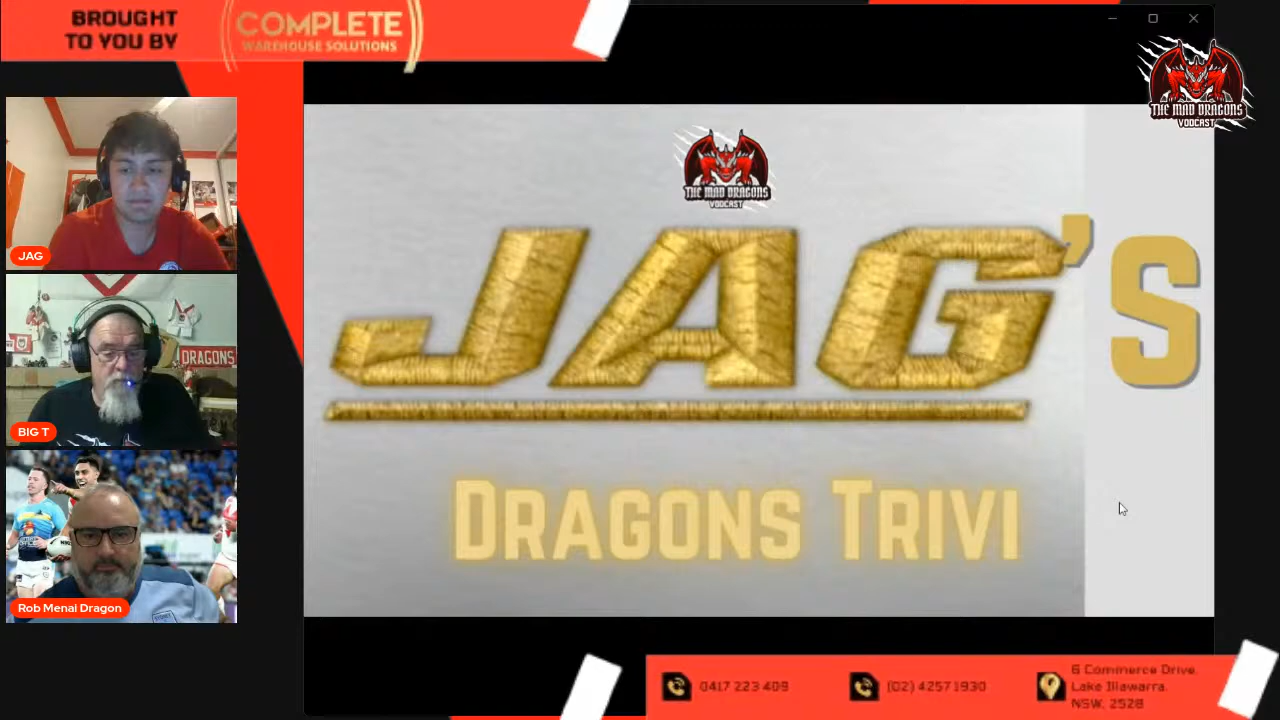 BROUGHT
TO YOU BY
COMPLETE
WAREHOUSE SOLUTIONS
THE MAD DRAGONS
VODCAST
THE MAD DRAGONS
VODCAST
JAG'S
DRAGONS TRIVI
JAG
DRAGONS
BIG T
Rob Menai Dragon
0417 223 409
(02) 4257 1930
6 Commerce Drive,
Lake Illawarra,
NSW, 2528